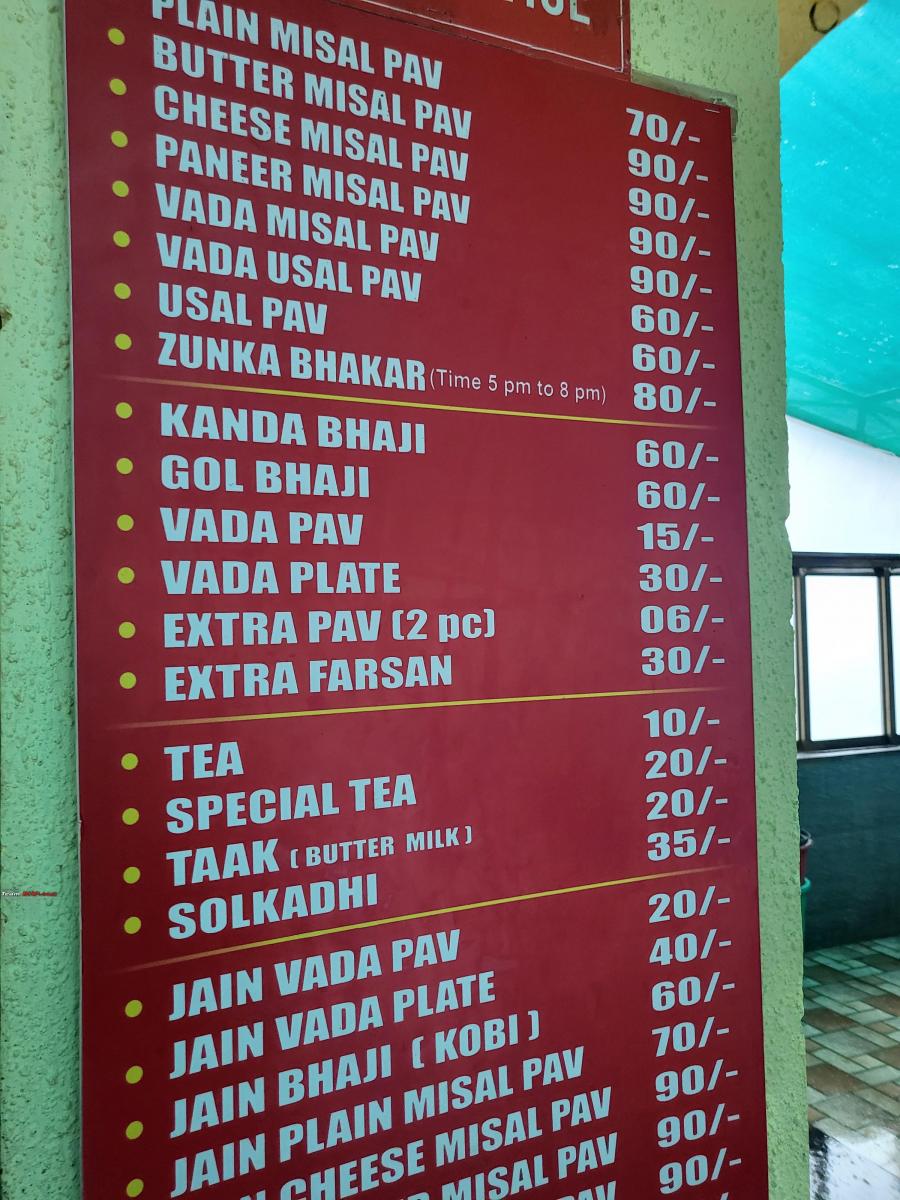 PLAIN MISAL PAV 70/-
BUTTER MISAL PAV 90/-
CHEESE MISAL PAV 90/-
PANEER MISAL PAV 90/-
VADA MISAL PAV 90/-
VADA USAL PAV 60/-
USAL PAV 60/-
ZUNKA BHAKAR (Time 5 pm to 8 pm) 80/-
KANDA BHAJI 60/-
GOL BHAJI 60/-
VADA PAV 15/-
VADA PLATE 30/-
EXTRA PAV (2 pc) 06/-
EXTRA FARSAN 30/-
TEA 10/-
SPECIAL TEA 20/-
TAAK ( BUTTER MILK ) 20/-
SOLKADHI 35/-
JAIN VADA PAV 20/-
JAIN VADA PLATE 40/-
JAIN BHAJI ( KOBI ) 60/-
JAIN PLAIN MISAL PAV 70/-
CHEESE MISAL PAV 90/-
MISAL PAV 90/-
PAV 90/-